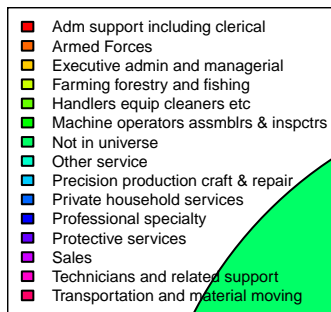 Adm support including clerical
Armed Forces
Executive admin and managerial
Farming forestry and fishing
Handlers equip cleaners etc
Machine operators assmblrs & inspctrs
Not in universe
Other service
Precision production craft & repair
Private household services
Professional specialty
Protective services
Sales
Technicians and related support
Transportation and material moving